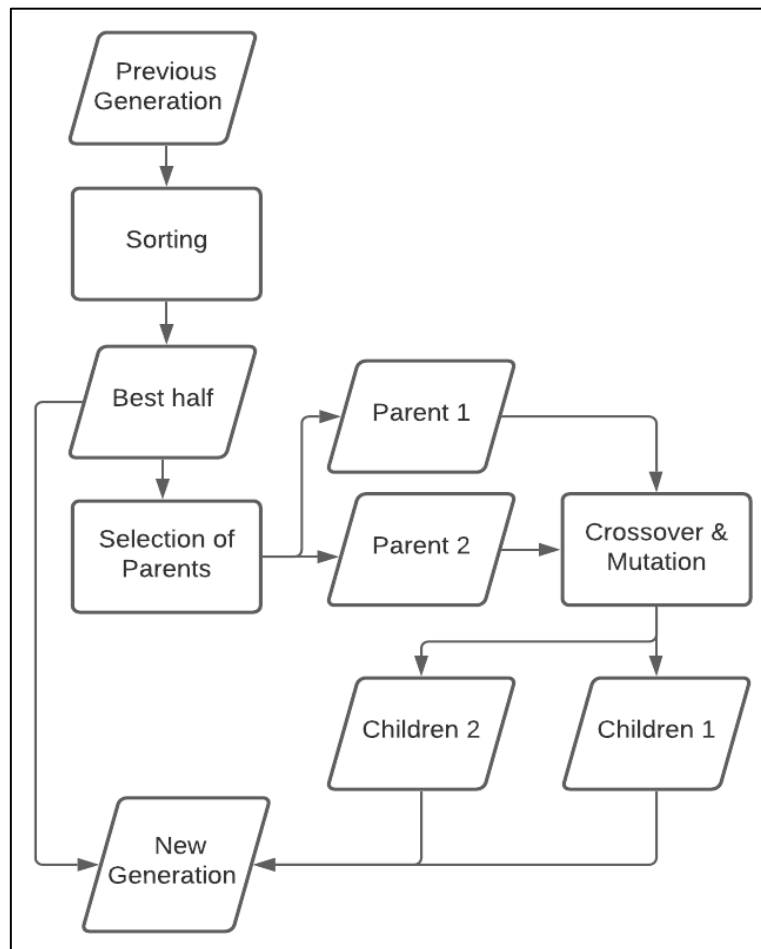 Previous
Generation
Sorting
Best half
Selection of
Parents
Parent 1
Parent 2
Crossover &
Mutation
Children 2
Children 1
New
Generation